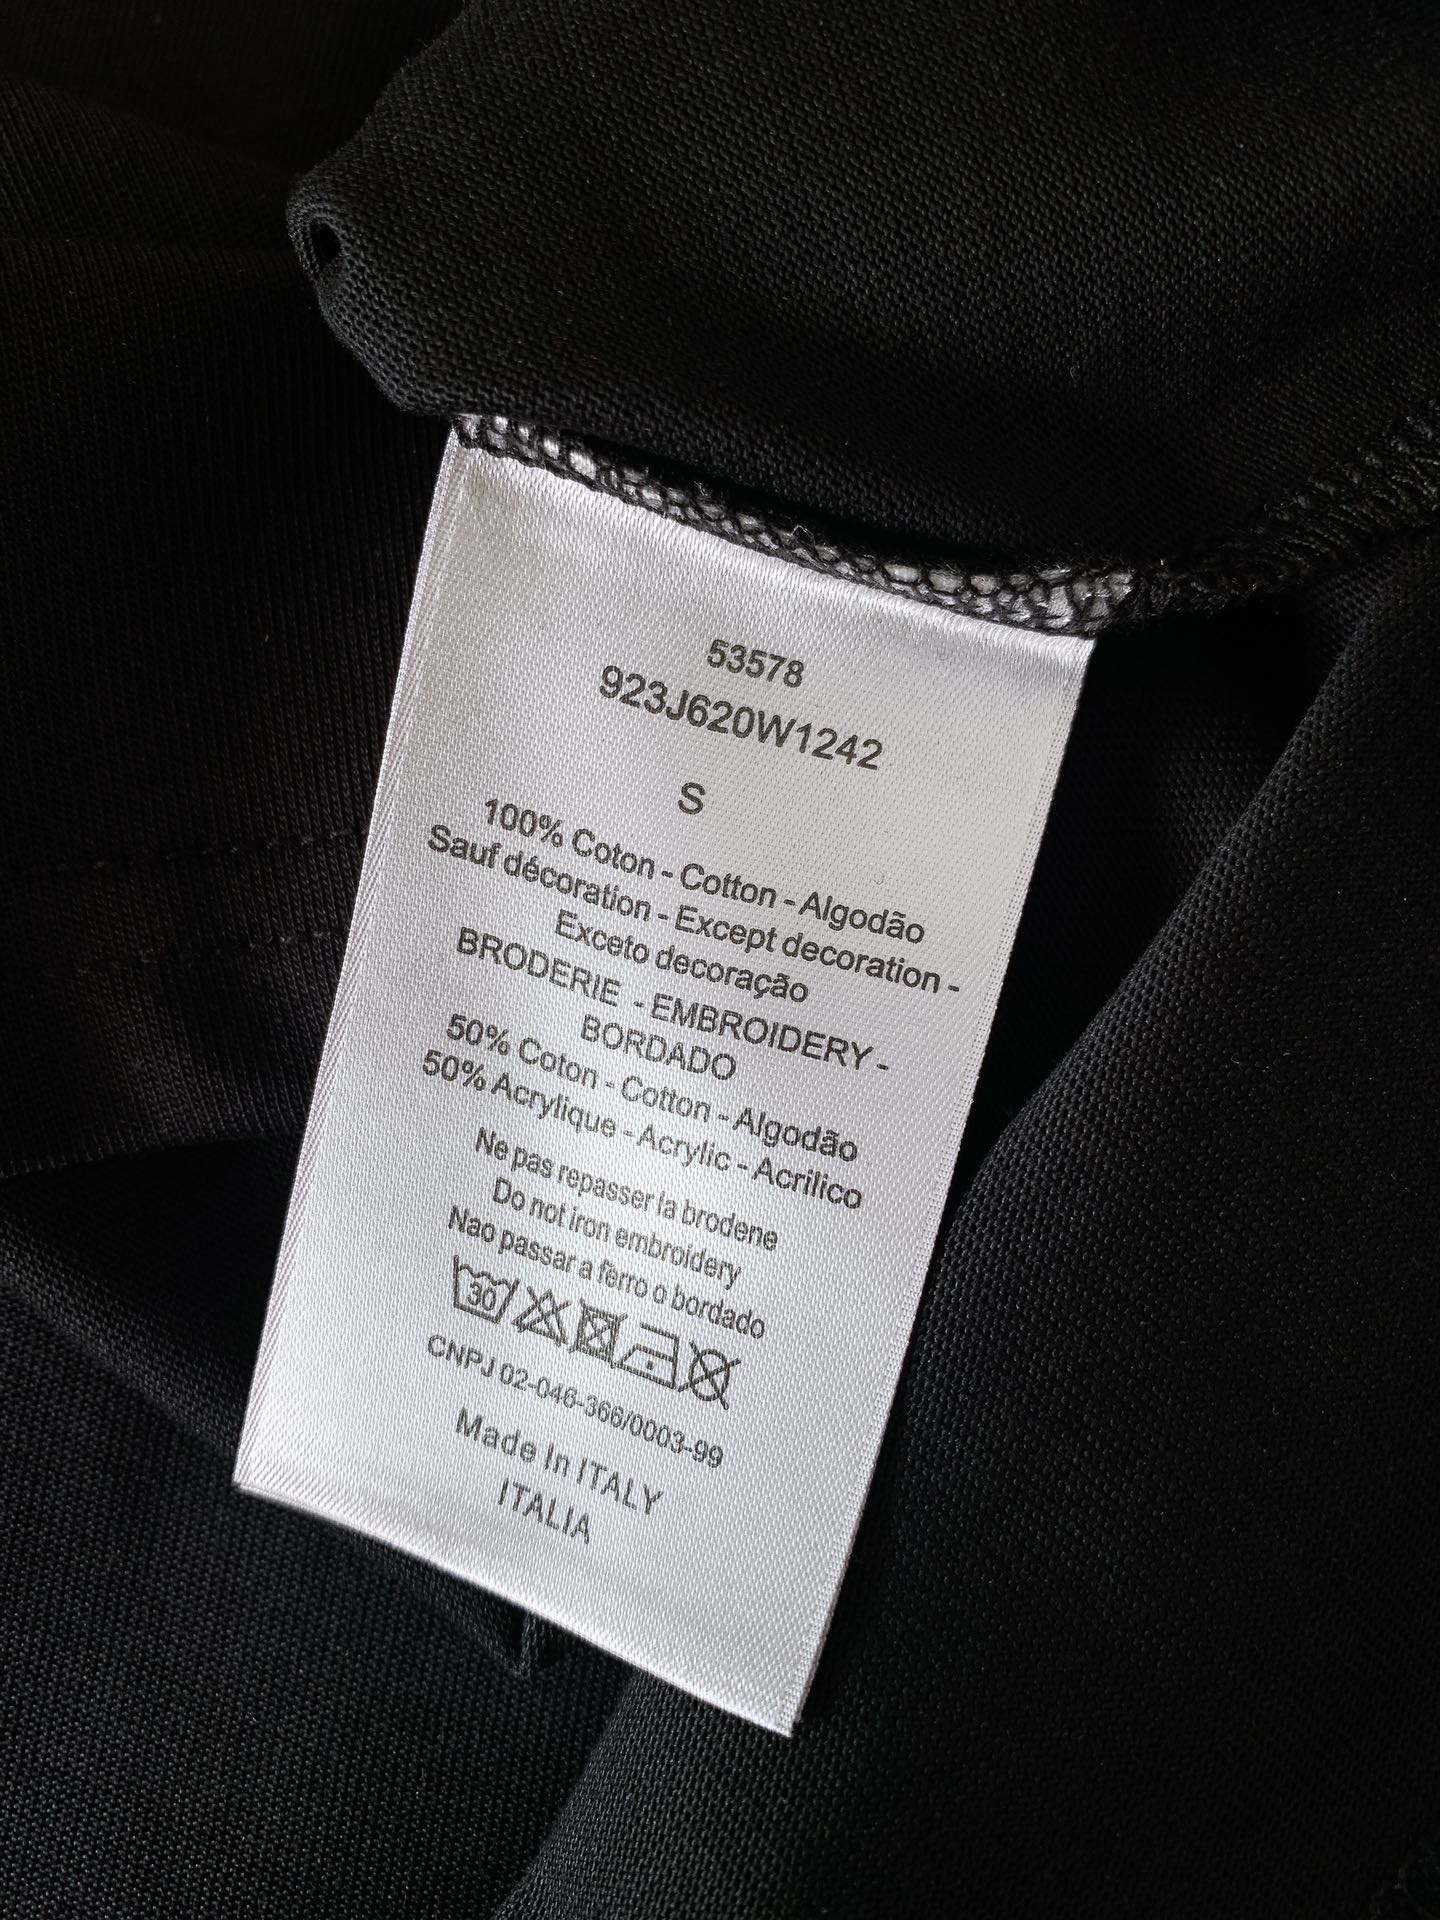 53578
923J620W1242
S
100% Coton - Cotton - Algodão
Sauf décoration - Except decoration -
Exceto decoração
BRODERIE - EMBROIDERY -
BORDADO
50% Coton - Cotton - Algodão
50% Acrylique - Acrylic - Acrilico
Ne pas repasser la brodene
Do not iron embroidery
Nao passar a fèrro o bordado
30
CNPJ 02-046-366/0003-99
Made In ITALY
ITALIA